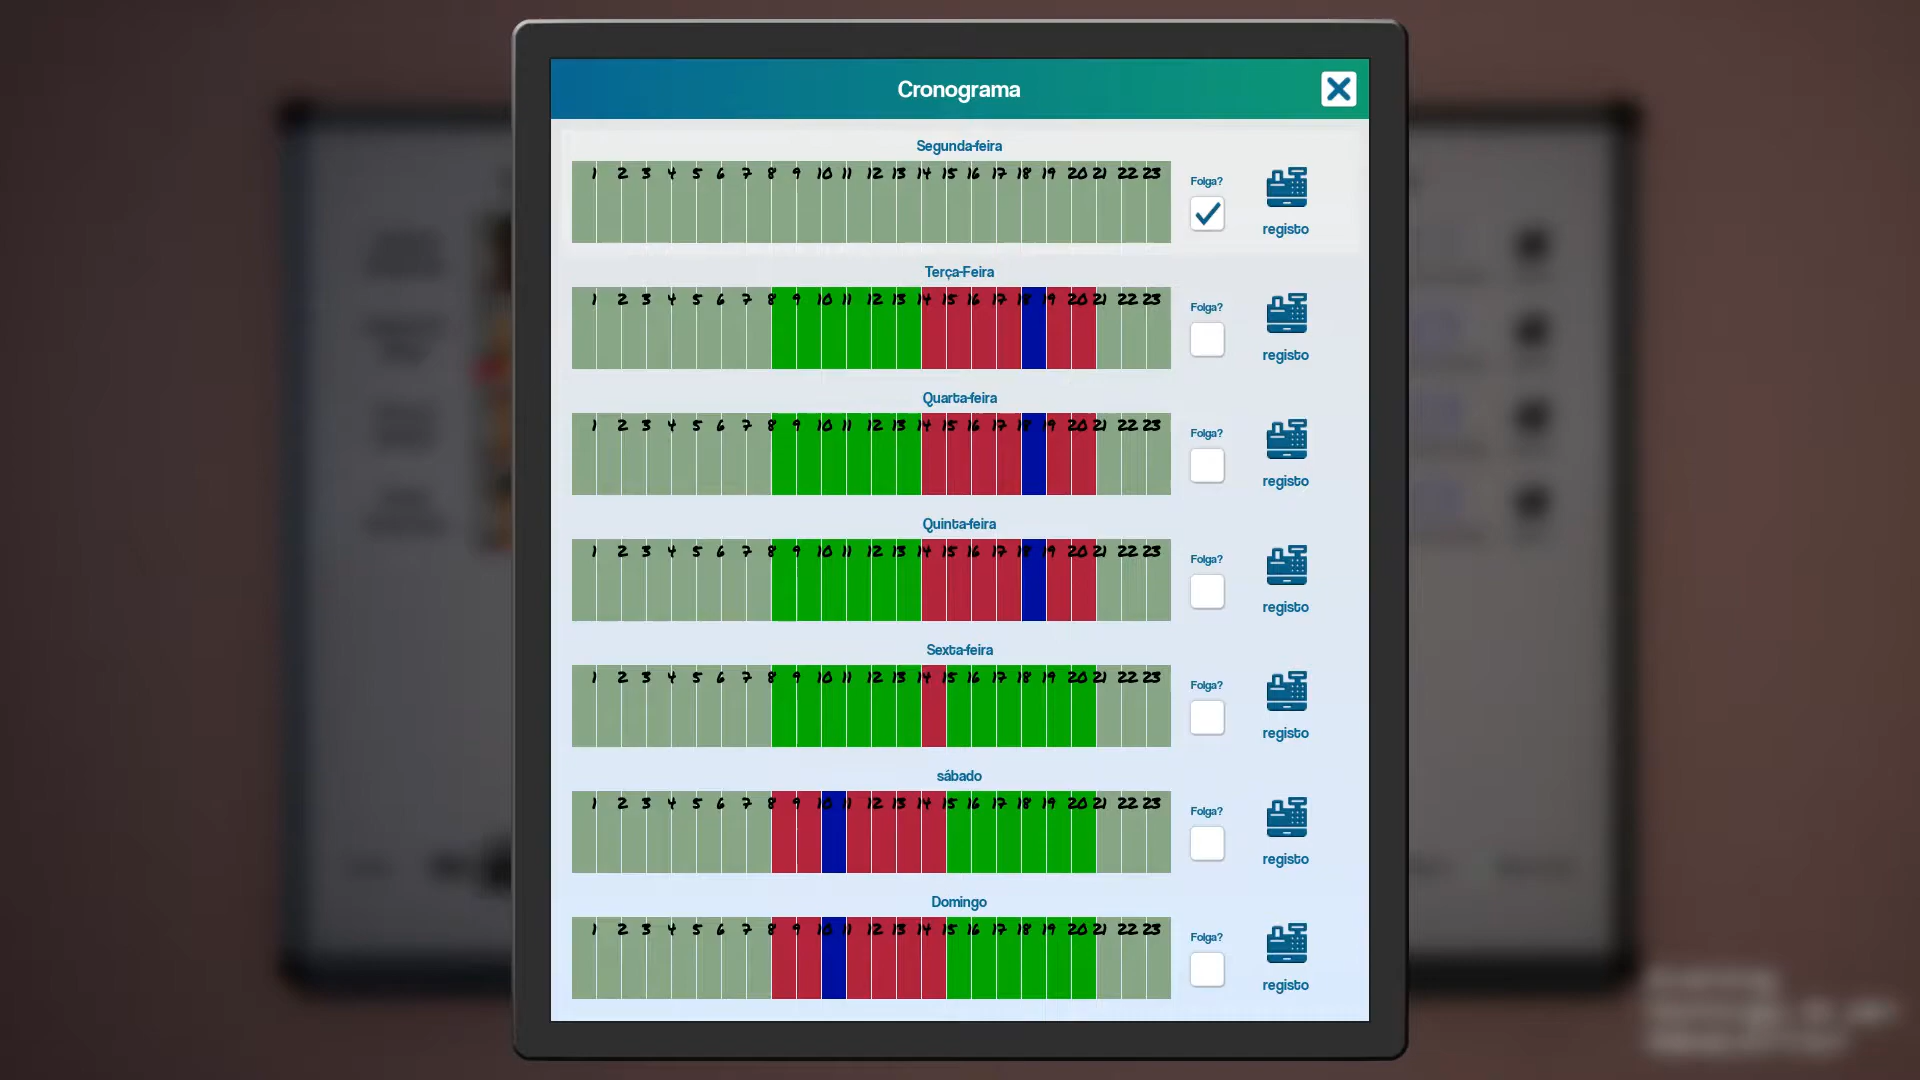 Cronograma
Segunda-feira
1 2 3 4 5 6 7 8 9 10 11 12 13 14 15 16 17 18 19 20 21 22 23
Folga?
registo
Terça-Feira
1 2 3 4 5 6 7 8 9 10 11 12 13 14 15 16 17 18 19 20 21 22 23
Folga?
registo
Quarta-feira
1 2 3 4 5 6 7 8 9 10 11 12 13 14 15 16 17 18 19 20 21 22 23
Folga?
registo
Quinta-feira
1 2 3 4 5 6 7 8 9 10 11 12 13 14 15 16 17 18 19 20 21 22 23
Folga?
registo
Sexta-feira
1 2 3 4 5 6 7 8 9 10 11 12 13 14 15 16 17 18 19 20 21 22 23
Folga?
registo
sábado
1 2 3 4 5 6 7 8 9 10 11 12 13 14 15 16 17 18 19 20 21 22 23
Folga?
registo
Domingo
1 2 3 4 5 6 7 8 9 10 11 12 13 14 15 16 17 18 19 20 21 22 23
Folga?
registo